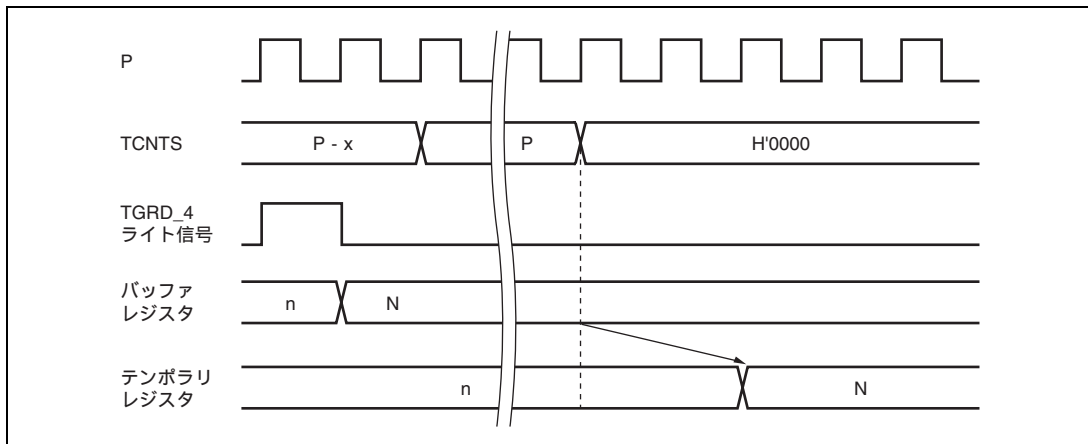 P
TCNTS
P - x
P
H'0000
TGRD_4
ライト信号
バッファ
レジスタ
n
N
テンポラリ
レジスタ
n
N